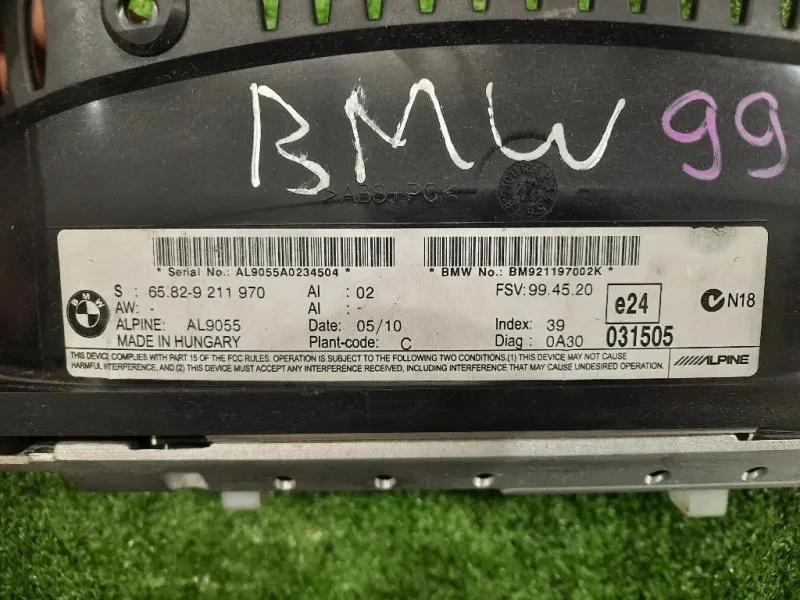 BMW 99
>ABS+PC<
* Serial No.: AL9055A0234504 * * BMW No.: BM921197002K *
BMW
S : 65.82-9 211 970 AI : 02 FSV: 99.45.20 e24 N18
AW: - AI : -
ALPINE: AL9055 Date: 05/10 Index: 39 031505
MADE IN HUNGARY Plant-code: C Diag : 0A30
THIS DEVICE COMPLIES WITH PART 15 OF THE FCC RULES. OPERATION IS SUBJECT TO THE FOLLOWING TWO CONDITIONS.(1) THIS DEVICE MAY NOT CAUSE
HARMFUL INTERFERENCE, AND (2) THIS DEVICE MUST ACCEPT ANY INTERFERENCE RECEIVED, INCLUDING INTERFERENCE THAT MAY CAUSE UNDESIRED OPERATION.
ALPINE